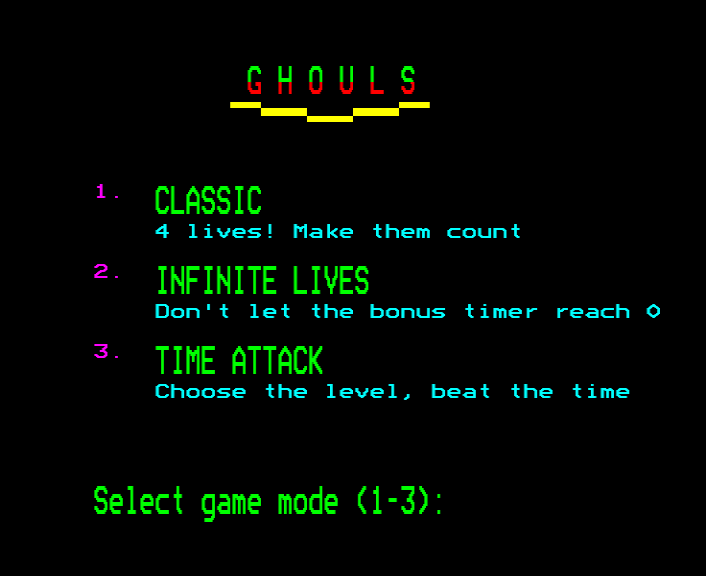 G H O U L S
1. CLASSIC
4 lives! Make them count
2. INFINITE LIVES
Don't let the bonus timer reach 0
3. TIME ATTACK
Choose the level, beat the time
Select game mode (1-3):